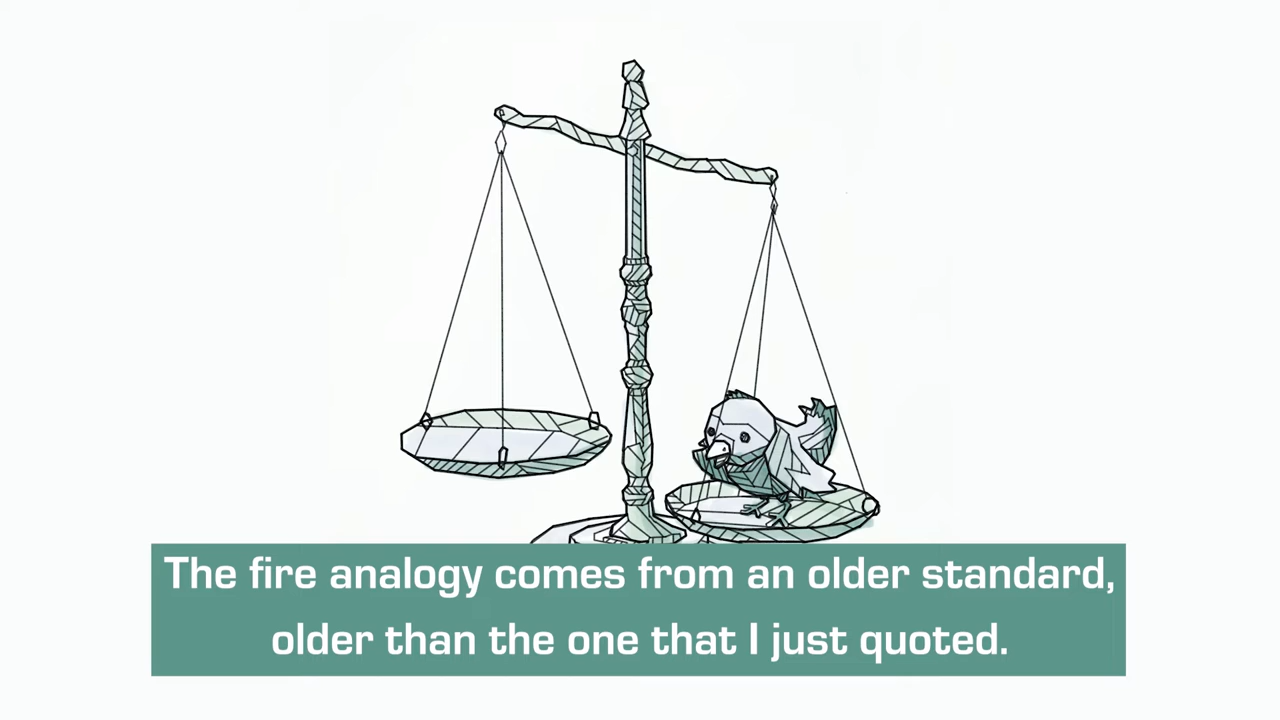 The fire analogy comes from an older standard,
older than the one that I just quoted.